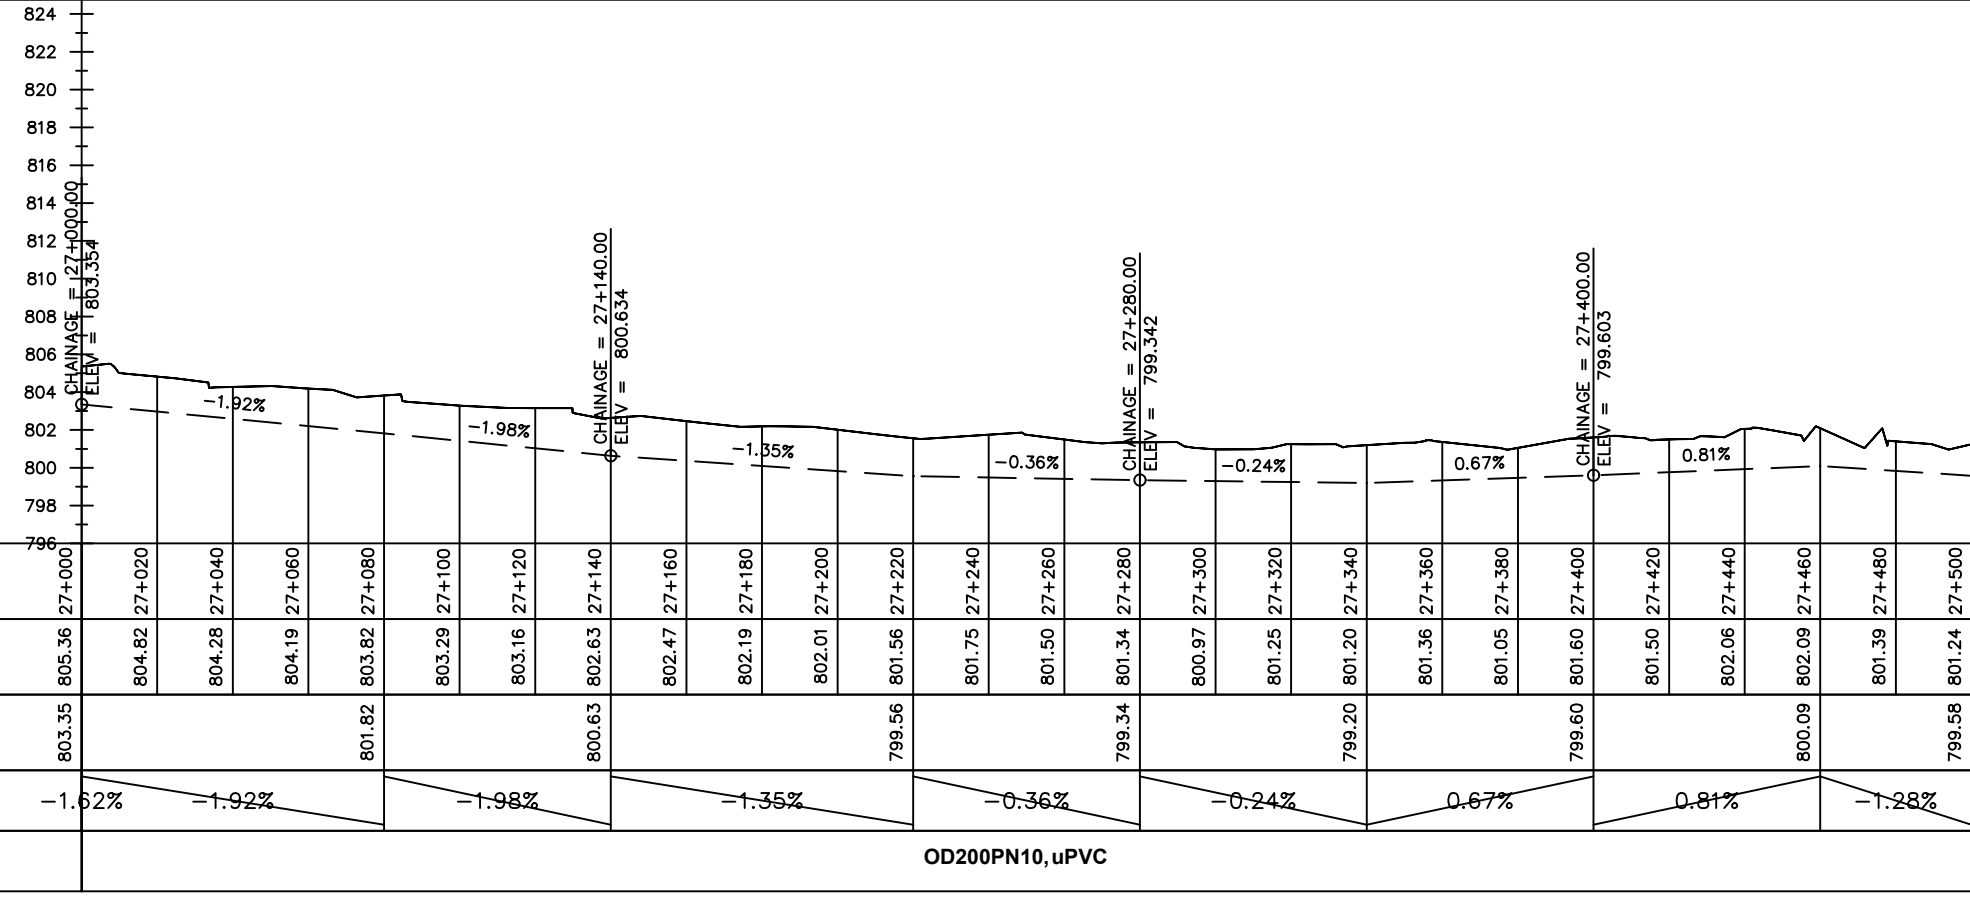 824
822
820
818
816
814
812
810
808
806
804
802
800
798
796
CHAINAGE = 27+000.00
ELEV = 803.354
CHAINAGE = 27+140.00
ELEV = 800.634
CHAINAGE = 27+280.00
ELEV = 799.342
CHAINAGE = 27+400.00
ELEV = 799.603
-1.92% -1.98% -1.35% -0.36% -0.24% 0.67% 0.81%
27+000 27+020 27+040 27+060 27+080 27+100 27+120 27+140 27+160 27+180 27+200 27+220 27+240 27+260 27+280 27+300 27+320 27+340 27+360 27+380 27+400 27+420 27+440 27+460 27+480 27+500
805.36 804.82 804.28 804.19 803.82 803.29 803.16 802.63 802.47 802.19 802.01 801.56 801.75 801.50 801.34 800.97 801.25 801.20 801.36 801.05 801.60 801.50 802.06 802.09 801.39 801.24
803.35 801.82 800.63 799.56 799.34 799.20 799.60 800.09 799.58
-1.62% -1.92% -1.98% -1.35% -0.36% -0.24% 0.67% 0.81% -1.28%
OD200PN10, uPVC